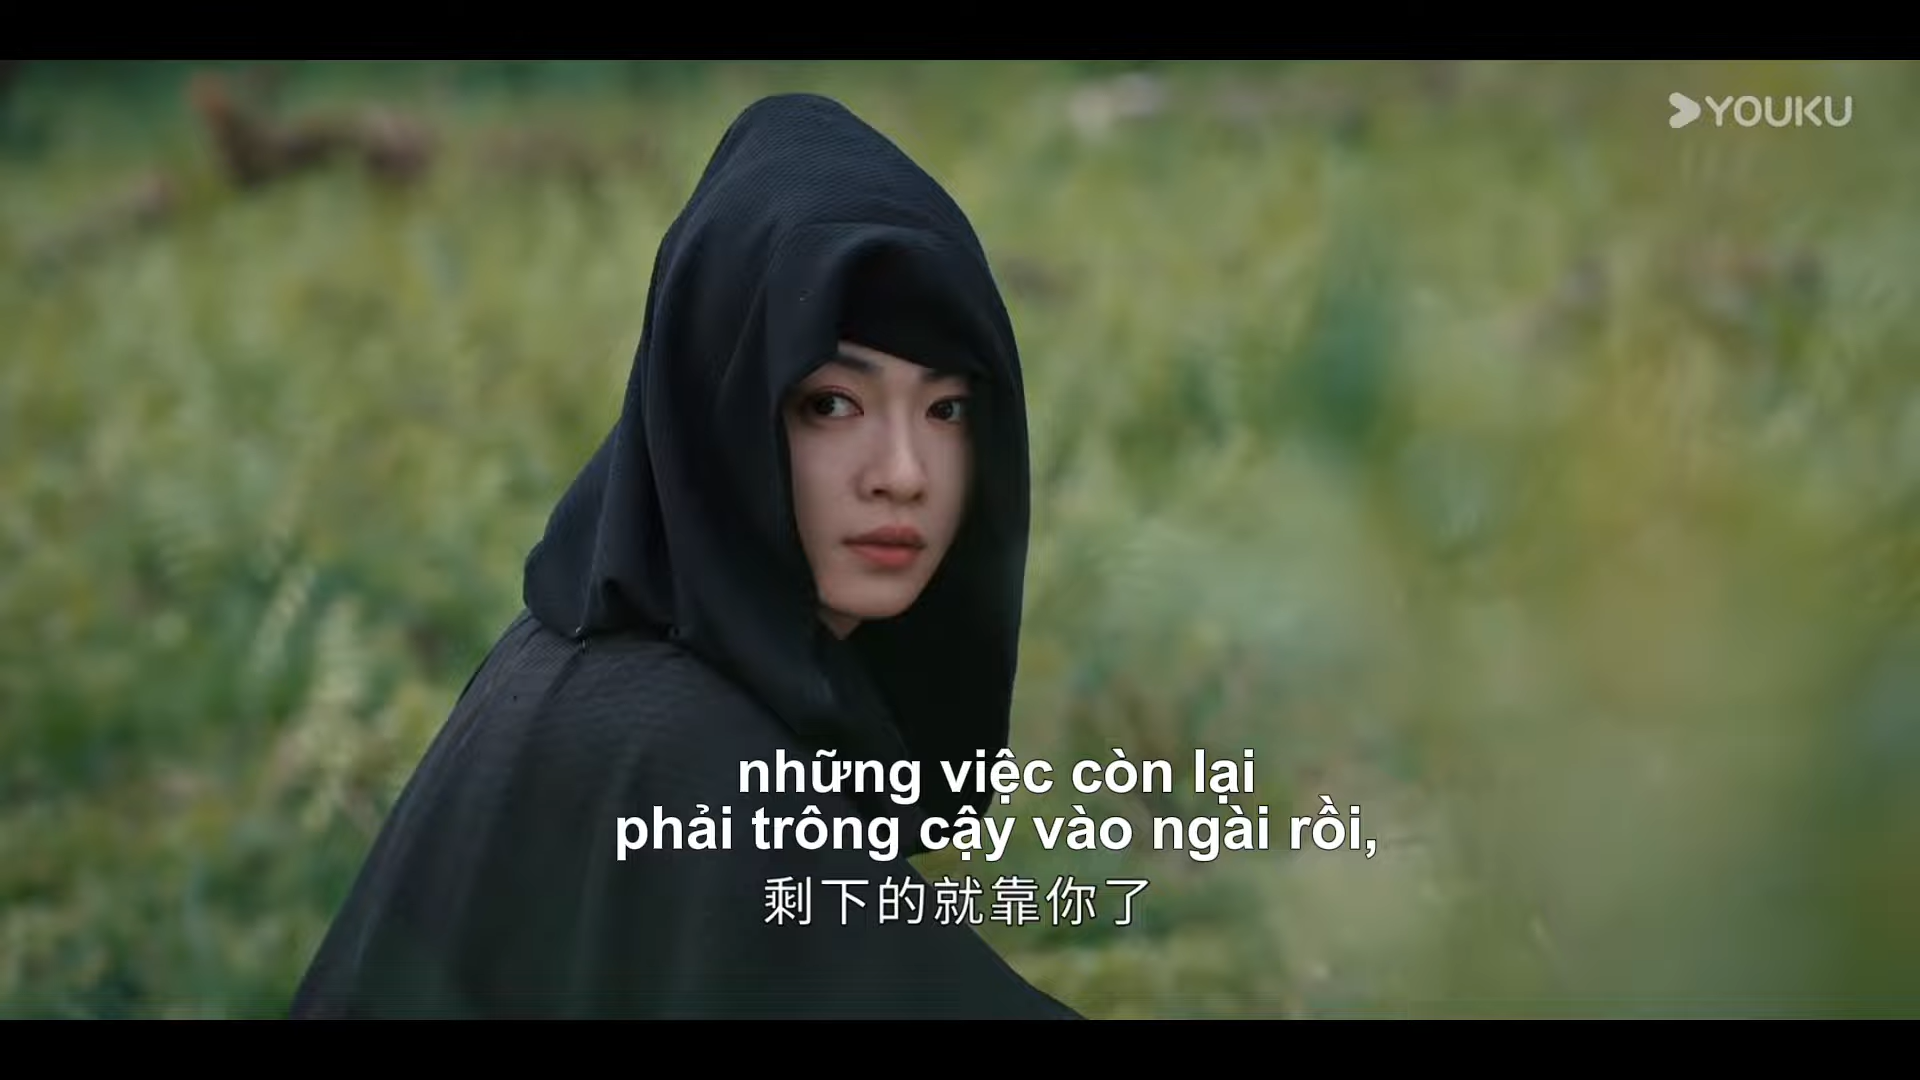 YOUKU
những việc còn lại
phải trông cậy vào ngài rồi,
剩下的就靠你了